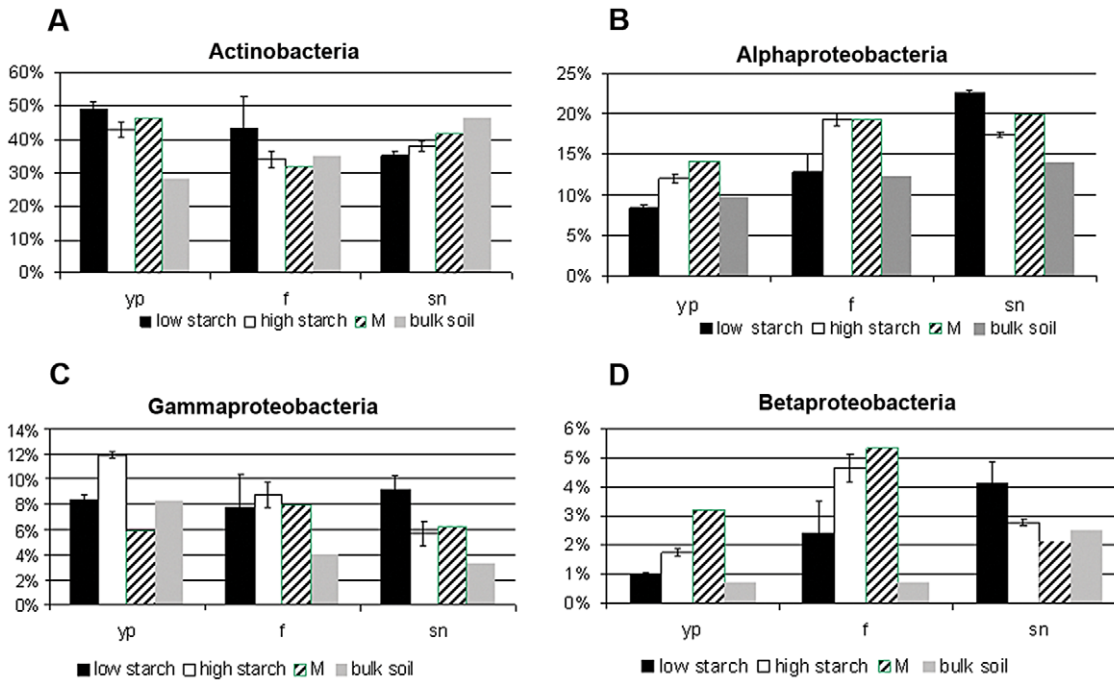 A
Actinobacteria
60%
50%
40%
30%
20%
10%
0%
yp f sn
low starch high starch M bulk soil
B
Alphaproteobacteria
25%
20%
15%
10%
5%
0%
yp f sn
low starch high starch M bulk soil
C
Gammaproteobacteria
14%
12%
10%
8%
6%
4%
2%
0%
yp f sn
low starch high starch M bulk soil
D
Betaproteobacteria
6%
5%
4%
3%
2%
1%
0%
yp f sn
low starch high starch M bulk soil